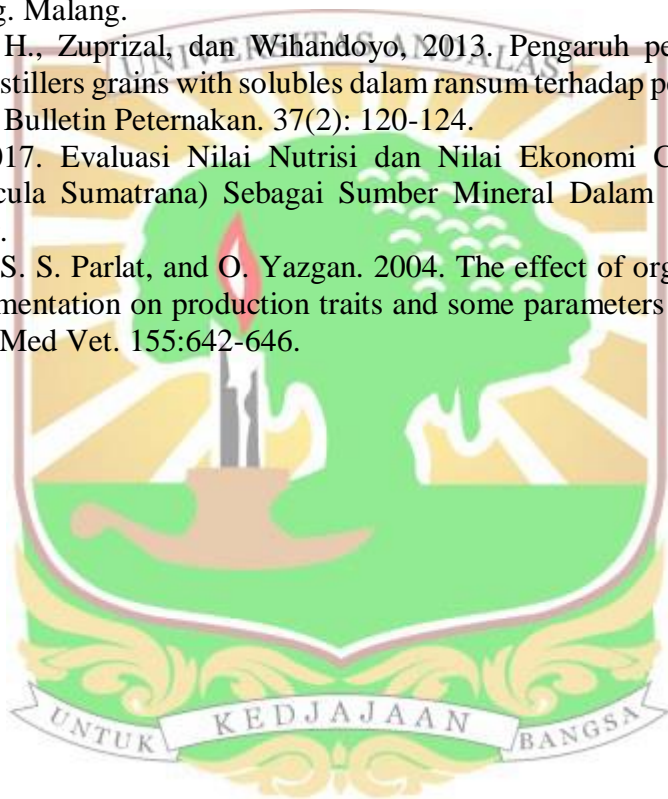 g. Malang.
UNIVERSITAS ANDALAS
H., Zuprizal, dan Wihandoyo, 2013. Pengaruh pe
stillers grains with solubles dalam ransum terhadap pe
Bulletin Peternakan. 37(2): 120-124.
017. Evaluasi Nilai Nutrisi dan Nilai Ekonomi C
cula Sumatrana) Sebagai Sumber Mineral Dalam
.
S. S. Parlat, and O. Yazgan. 2004. The effect of org
mentation on production traits and some parameters
Med Vet. 155:642-646.
UNTUK KEDJAJAAN BANGSA